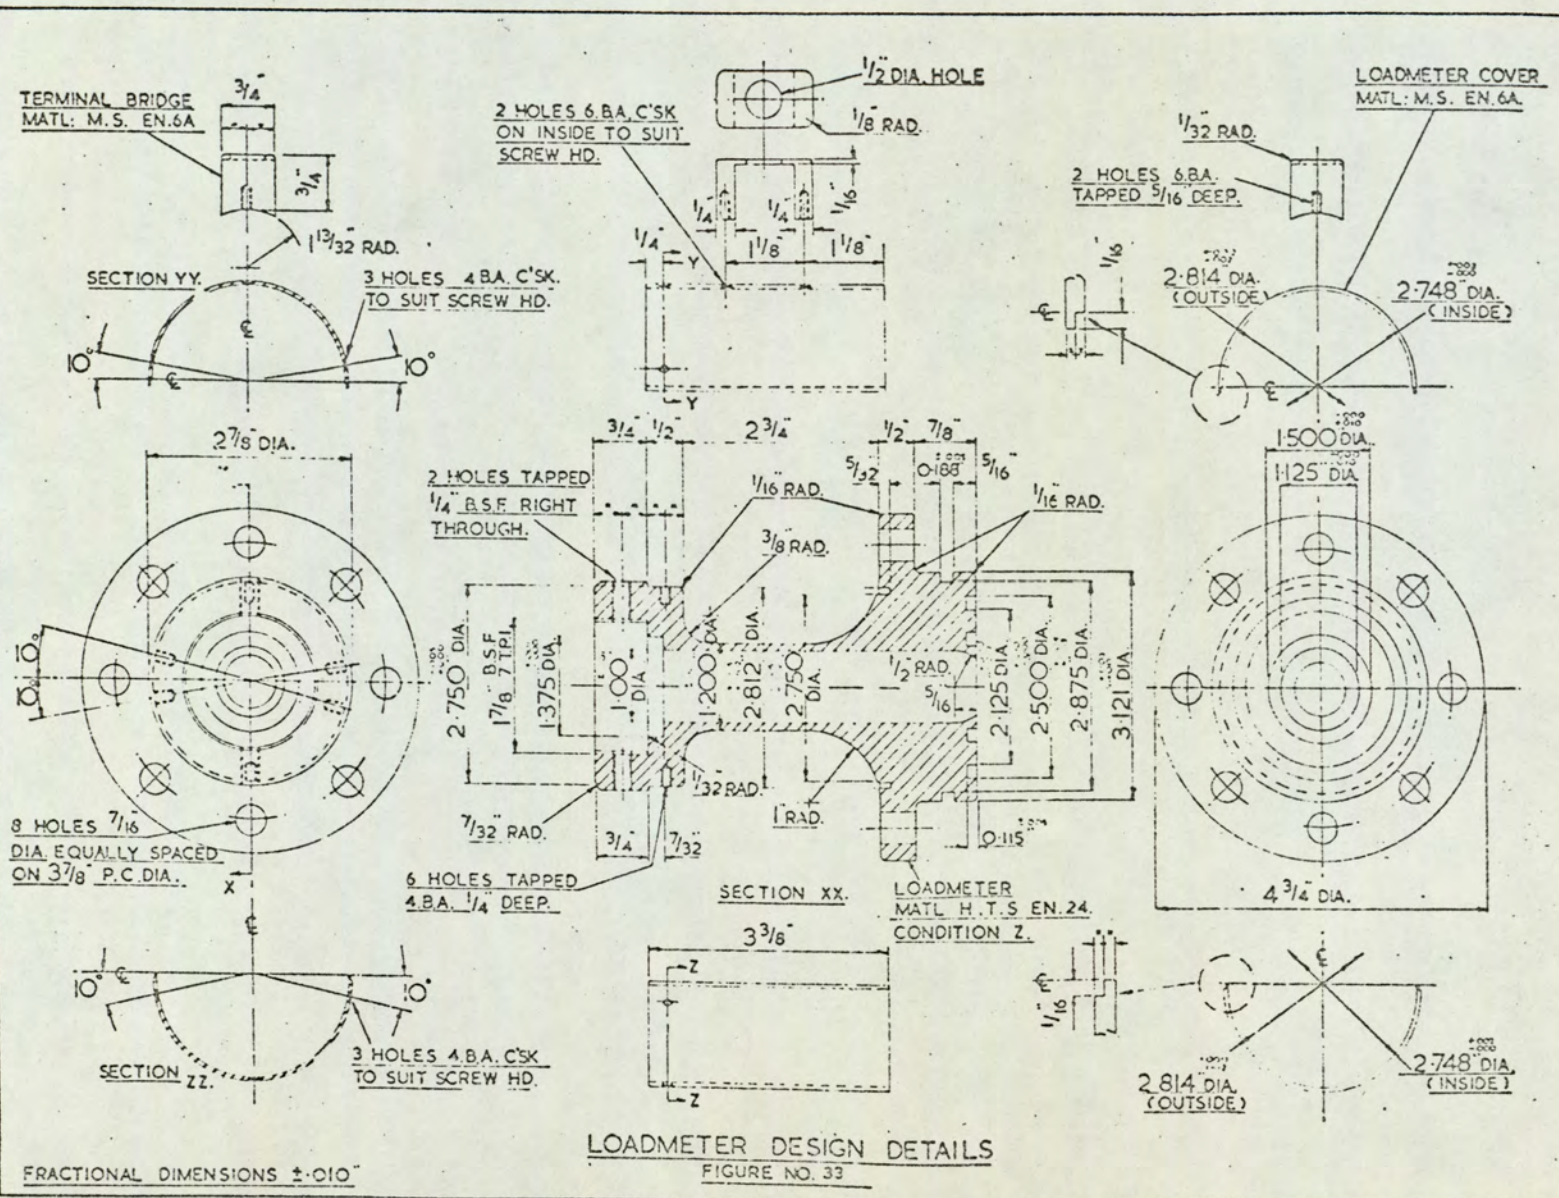 TERMINAL BRIDGE
MATL: M.S. EN.6A
3/4"
3/4"
1 13/32" RAD.
SECTION YY.
3 HOLES 4 B.A. C'SK.
TO SUIT SCREW HD.
10°
10°
℄
℄
2 HOLES 6.B.A, C'SK
ON INSIDE TO SUIT
SCREW HD.
1/2" DIA. HOLE
1/8" RAD.
1/16"
1/4"
1/4"
1/4"
1 1/8"
1 1/8"
Y
Y
LOADMETER COVER
MATL: M.S. EN.6A.
1/32" RAD.
2 HOLES 6.B.A.
TAPPED 5/16" DEEP.
1/16"
2·814" DIA.
(OUTSIDE)
2·748" DIA.
(INSIDE)
℄
℄
2 7/8" DIA.
10°
10°
8 HOLES 7/16"
DIA. EQUALLY SPACED
ON 3 7/8" P.C. DIA.
X
3/4"
1/2"
2 3/4"
1/2"
7/8"
5/32"
0·188"
5/16"
2 HOLES TAPPED
1/4" B.S.F. RIGHT
THROUGH.
1/16" RAD.
3/8" RAD.
1/16" RAD.
2·750" DIA.
1 7/8" B.S.F.
7 T.P.I.
1·375" DIA.
1·100"
DIA.
1·200" DIA.
2·812" DIA.
2·750"
DIA.
1/2" RAD.
5/16"
2·125" DIA.
2·500" DIA.
2·875" DIA.
3·121" DIA.
1/32" RAD.
7/32" RAD.
1" RAD.
3/4"
7/32"
0·115"
6 HOLES TAPPED
4.B.A. 1/4" DEEP.
SECTION XX.
LOADMETER
MATL H.T.S EN.24.
CONDITION Z.
1·500" DIA.
1·125" DIA.
4 3/4" DIA.
℄
℄
10°
10°
SECTION ZZ.
3 HOLES 4.B.A. C'SK
TO SUIT SCREW HD.
3 3/8"
Z
Z
℄
1/16"
℄
2·814" DIA.
(OUTSIDE)
2·748" DIA.
(INSIDE)
LOADMETER DESIGN DETAILS
FIGURE NO. 33
FRACTIONAL DIMENSIONS ±·010"